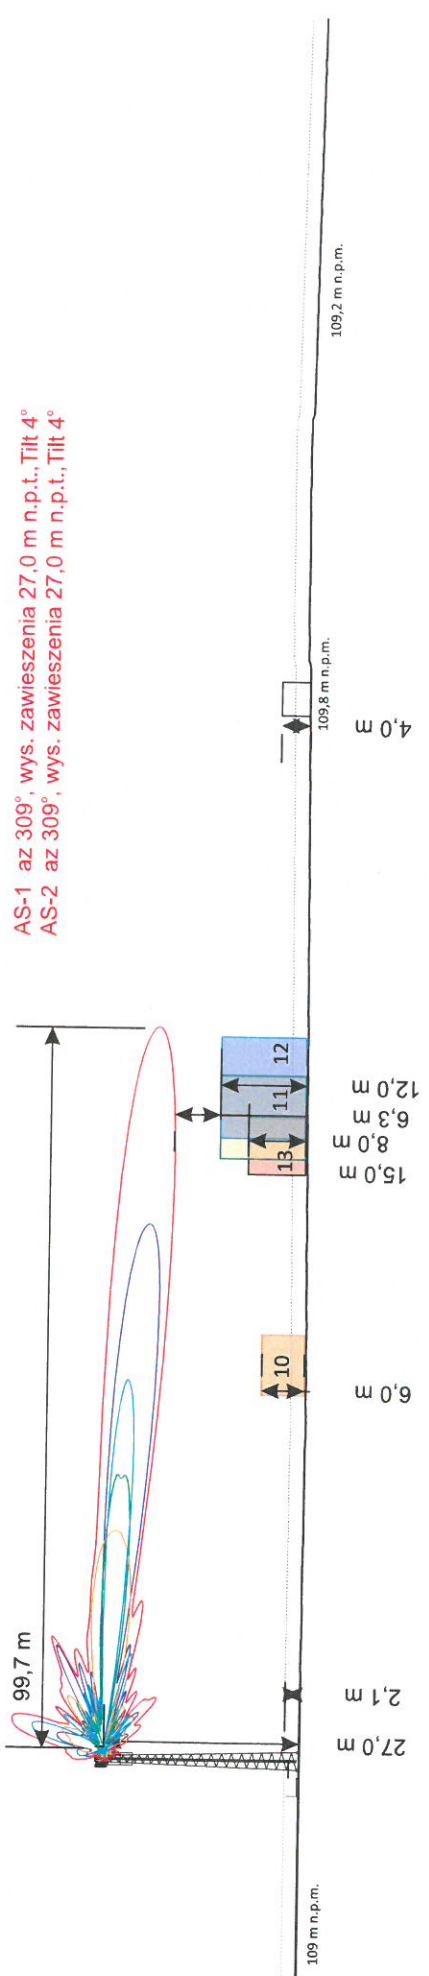 AS-1 az 309°, wys. zawieszenia 27,0 m n.p.t., Tilt 4°
AS-2 az 309°, wys. zawieszenia 27,0 m n.p.t., Tilt 4°
99,7 m
109 m n.p.m.
27,0 m
2,1 m
10
6,0 m
13
11
12
15,0 m
8,0 m
6,3 m
12,0 m
4,0 m
109,8 m n.p.m.
109,2 m n.p.m.